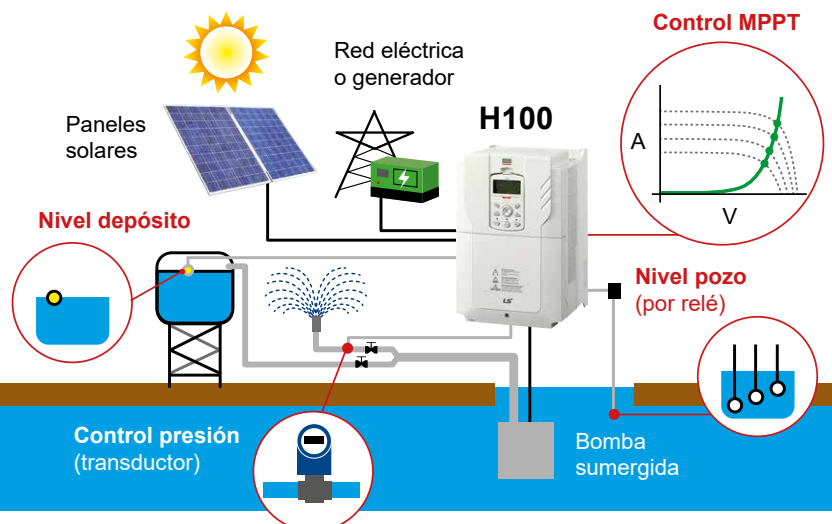 Control MPPT
Red eléctrica
o generador
H100
Paneles
solares
A
V
Nivel depósito
Nivel pozo
(por relé)
LS
Control presión
(transductor)
Bomba
sumergida